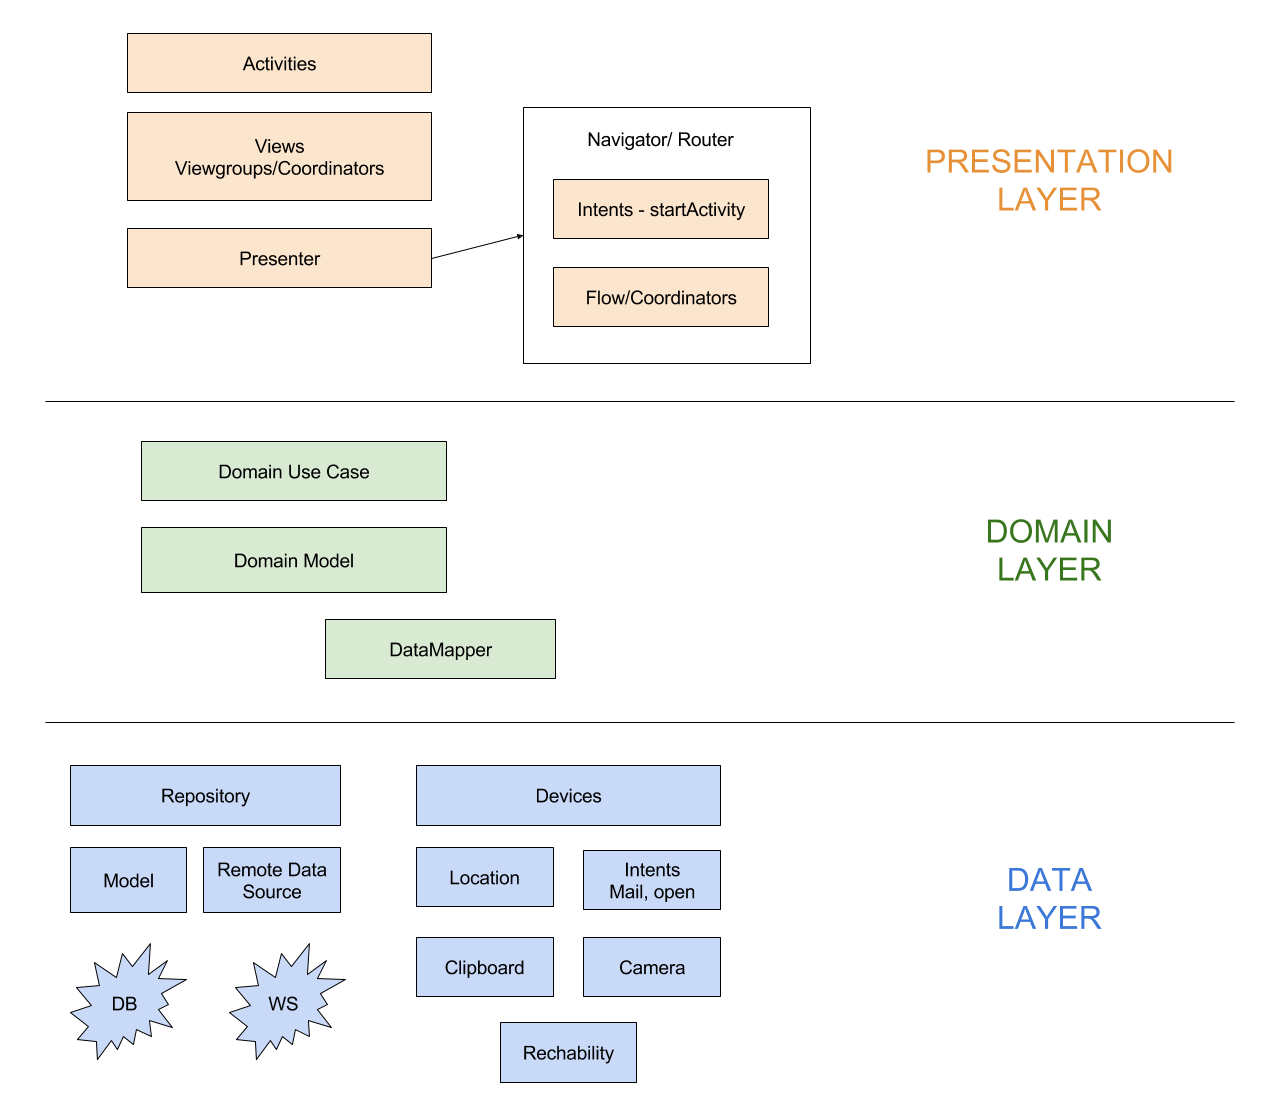 Activities
Views
Viewgroups/Coordinators
Presenter
Navigator/ Router
Intents - startActivity
Flow/Coordinators
PRESENTATION
LAYER
Domain Use Case
Domain Model
DataMapper
DOMAIN
LAYER
Repository
Model
Remote Data
Source
DB
WS
Devices
Location
Intents
Mail, open
Clipboard
Camera
Rechability
DATA
LAYER